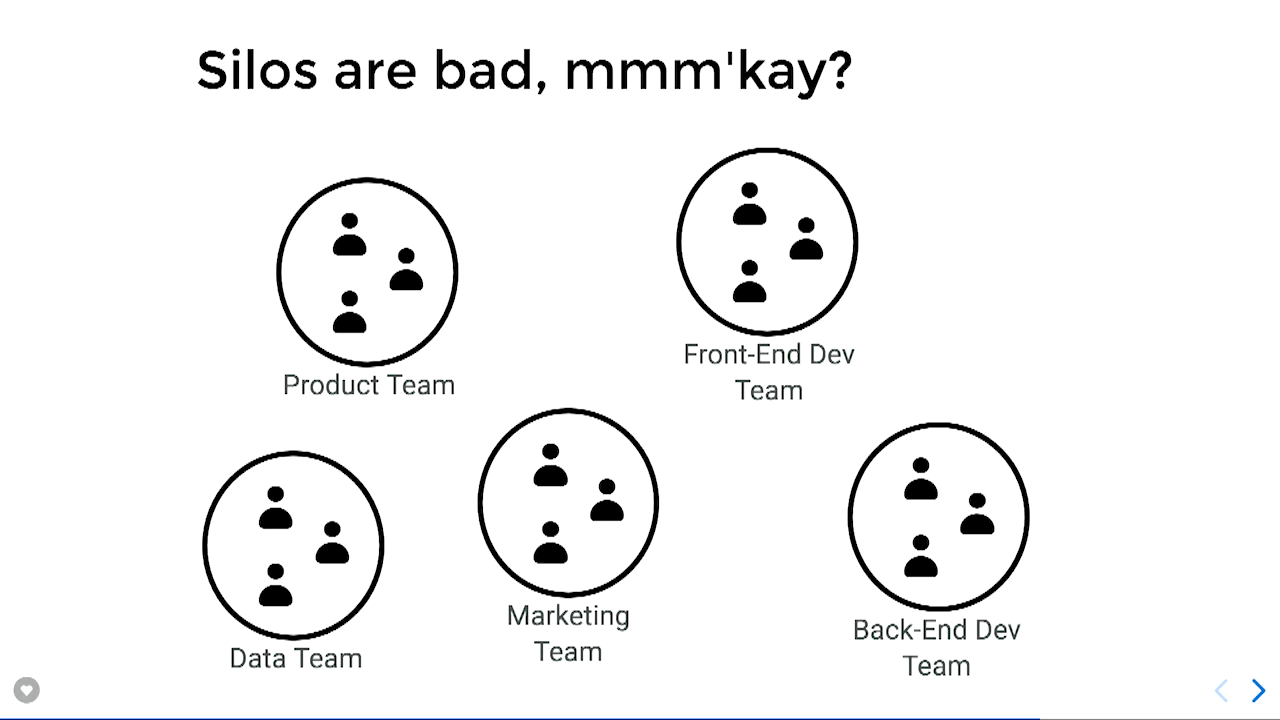 Silos are bad, mmm'kay?
Product Team
Front-End Dev
Team
Data Team
Marketing
Team
Back-End Dev
Team